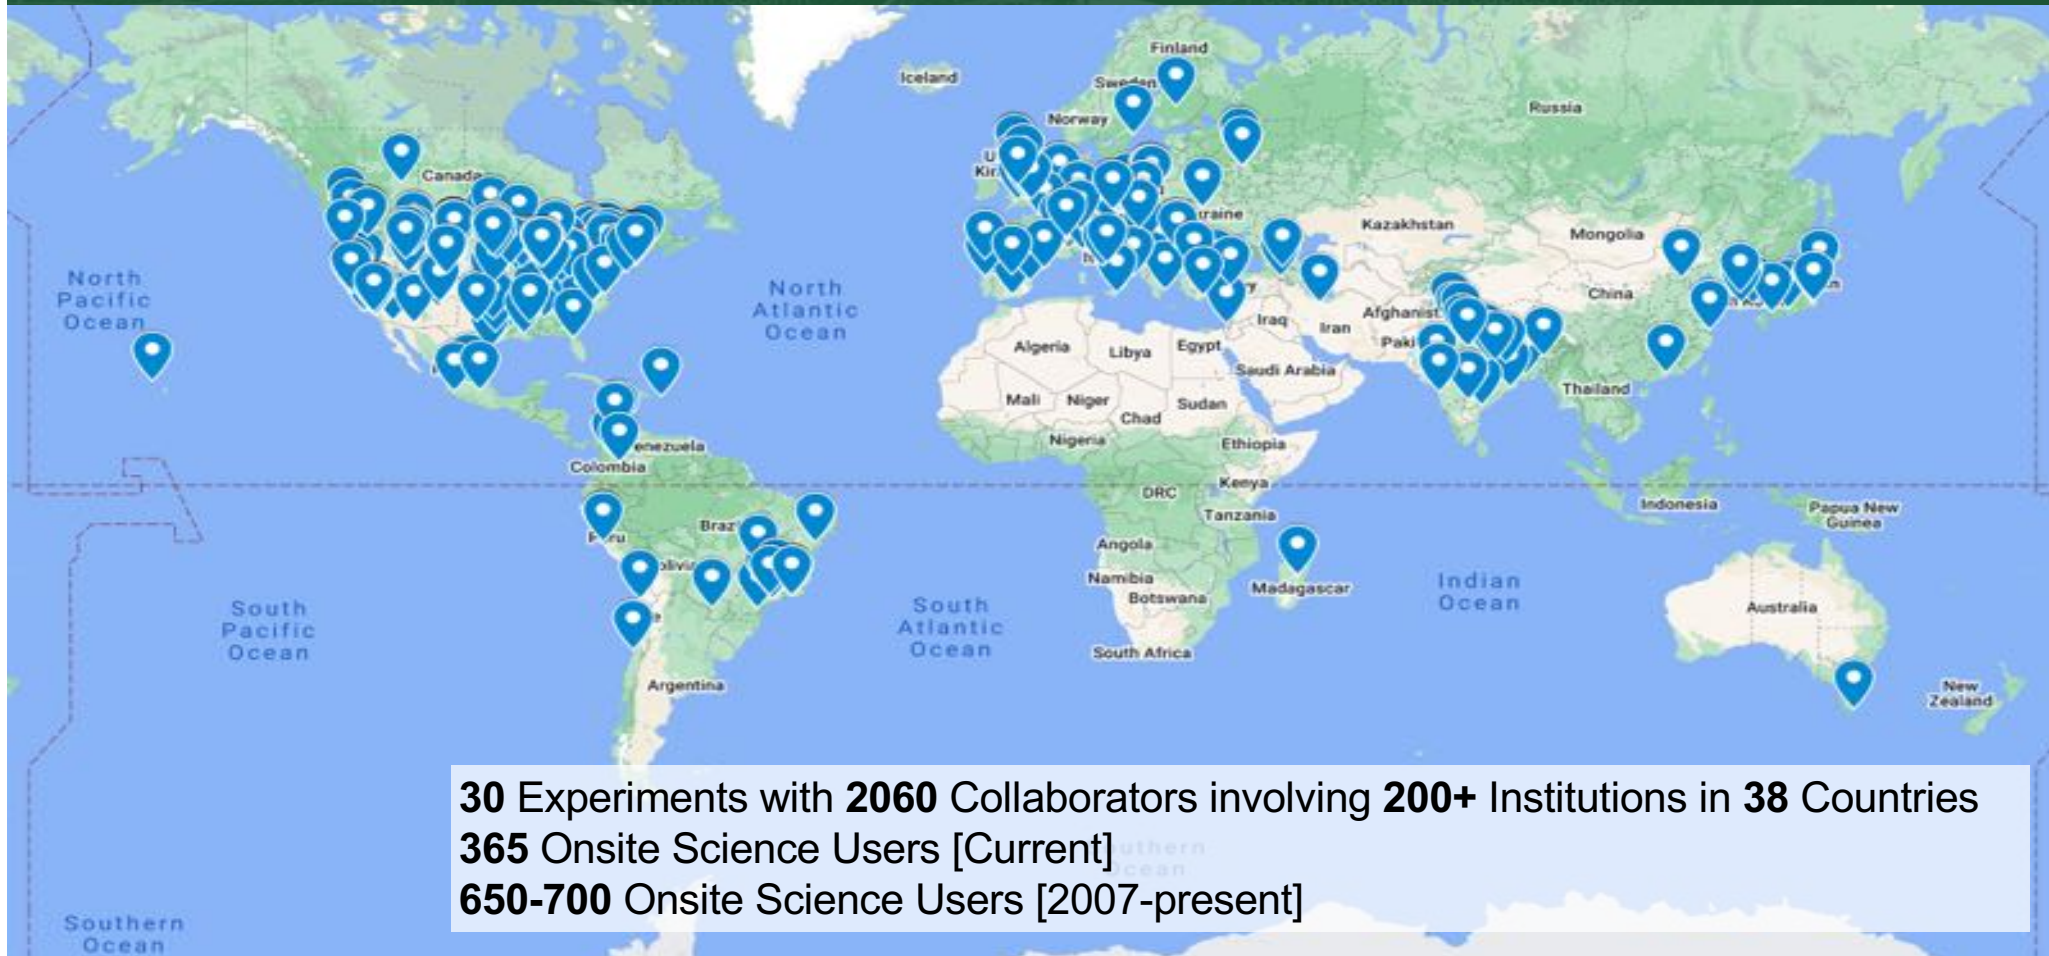 Finland
Iceland
Sweden
Russia
Norway
Canada
Kazakhstan
Mongolia
North
Pacific
Ocean
North
Atlantic
Ocean
China
Afghanist
Iraq
Iran
Algeria
Libya
Egypt
Paki
Saudi Arabia
Thailand
Mali
Niger
Chad
Sudan
Nigeria
Ethiopia
enezuela
Colombia
DRC
Kenya
Indonesia
Papua New
Guinea
Tanzania
Braz
Angola
Namibia
Botswana
Madagascar
Indian
Ocean
Australia
South
Pacific
Ocean
South
Atlantic
Ocean
South Africa
Argentina
New
Zealand
30 Experiments with 2060 Collaborators involving 200+ Institutions in 38 Countries
365 Onsite Science Users [Current]
650-700 Onsite Science Users [2007-present]
Southern
Ocean